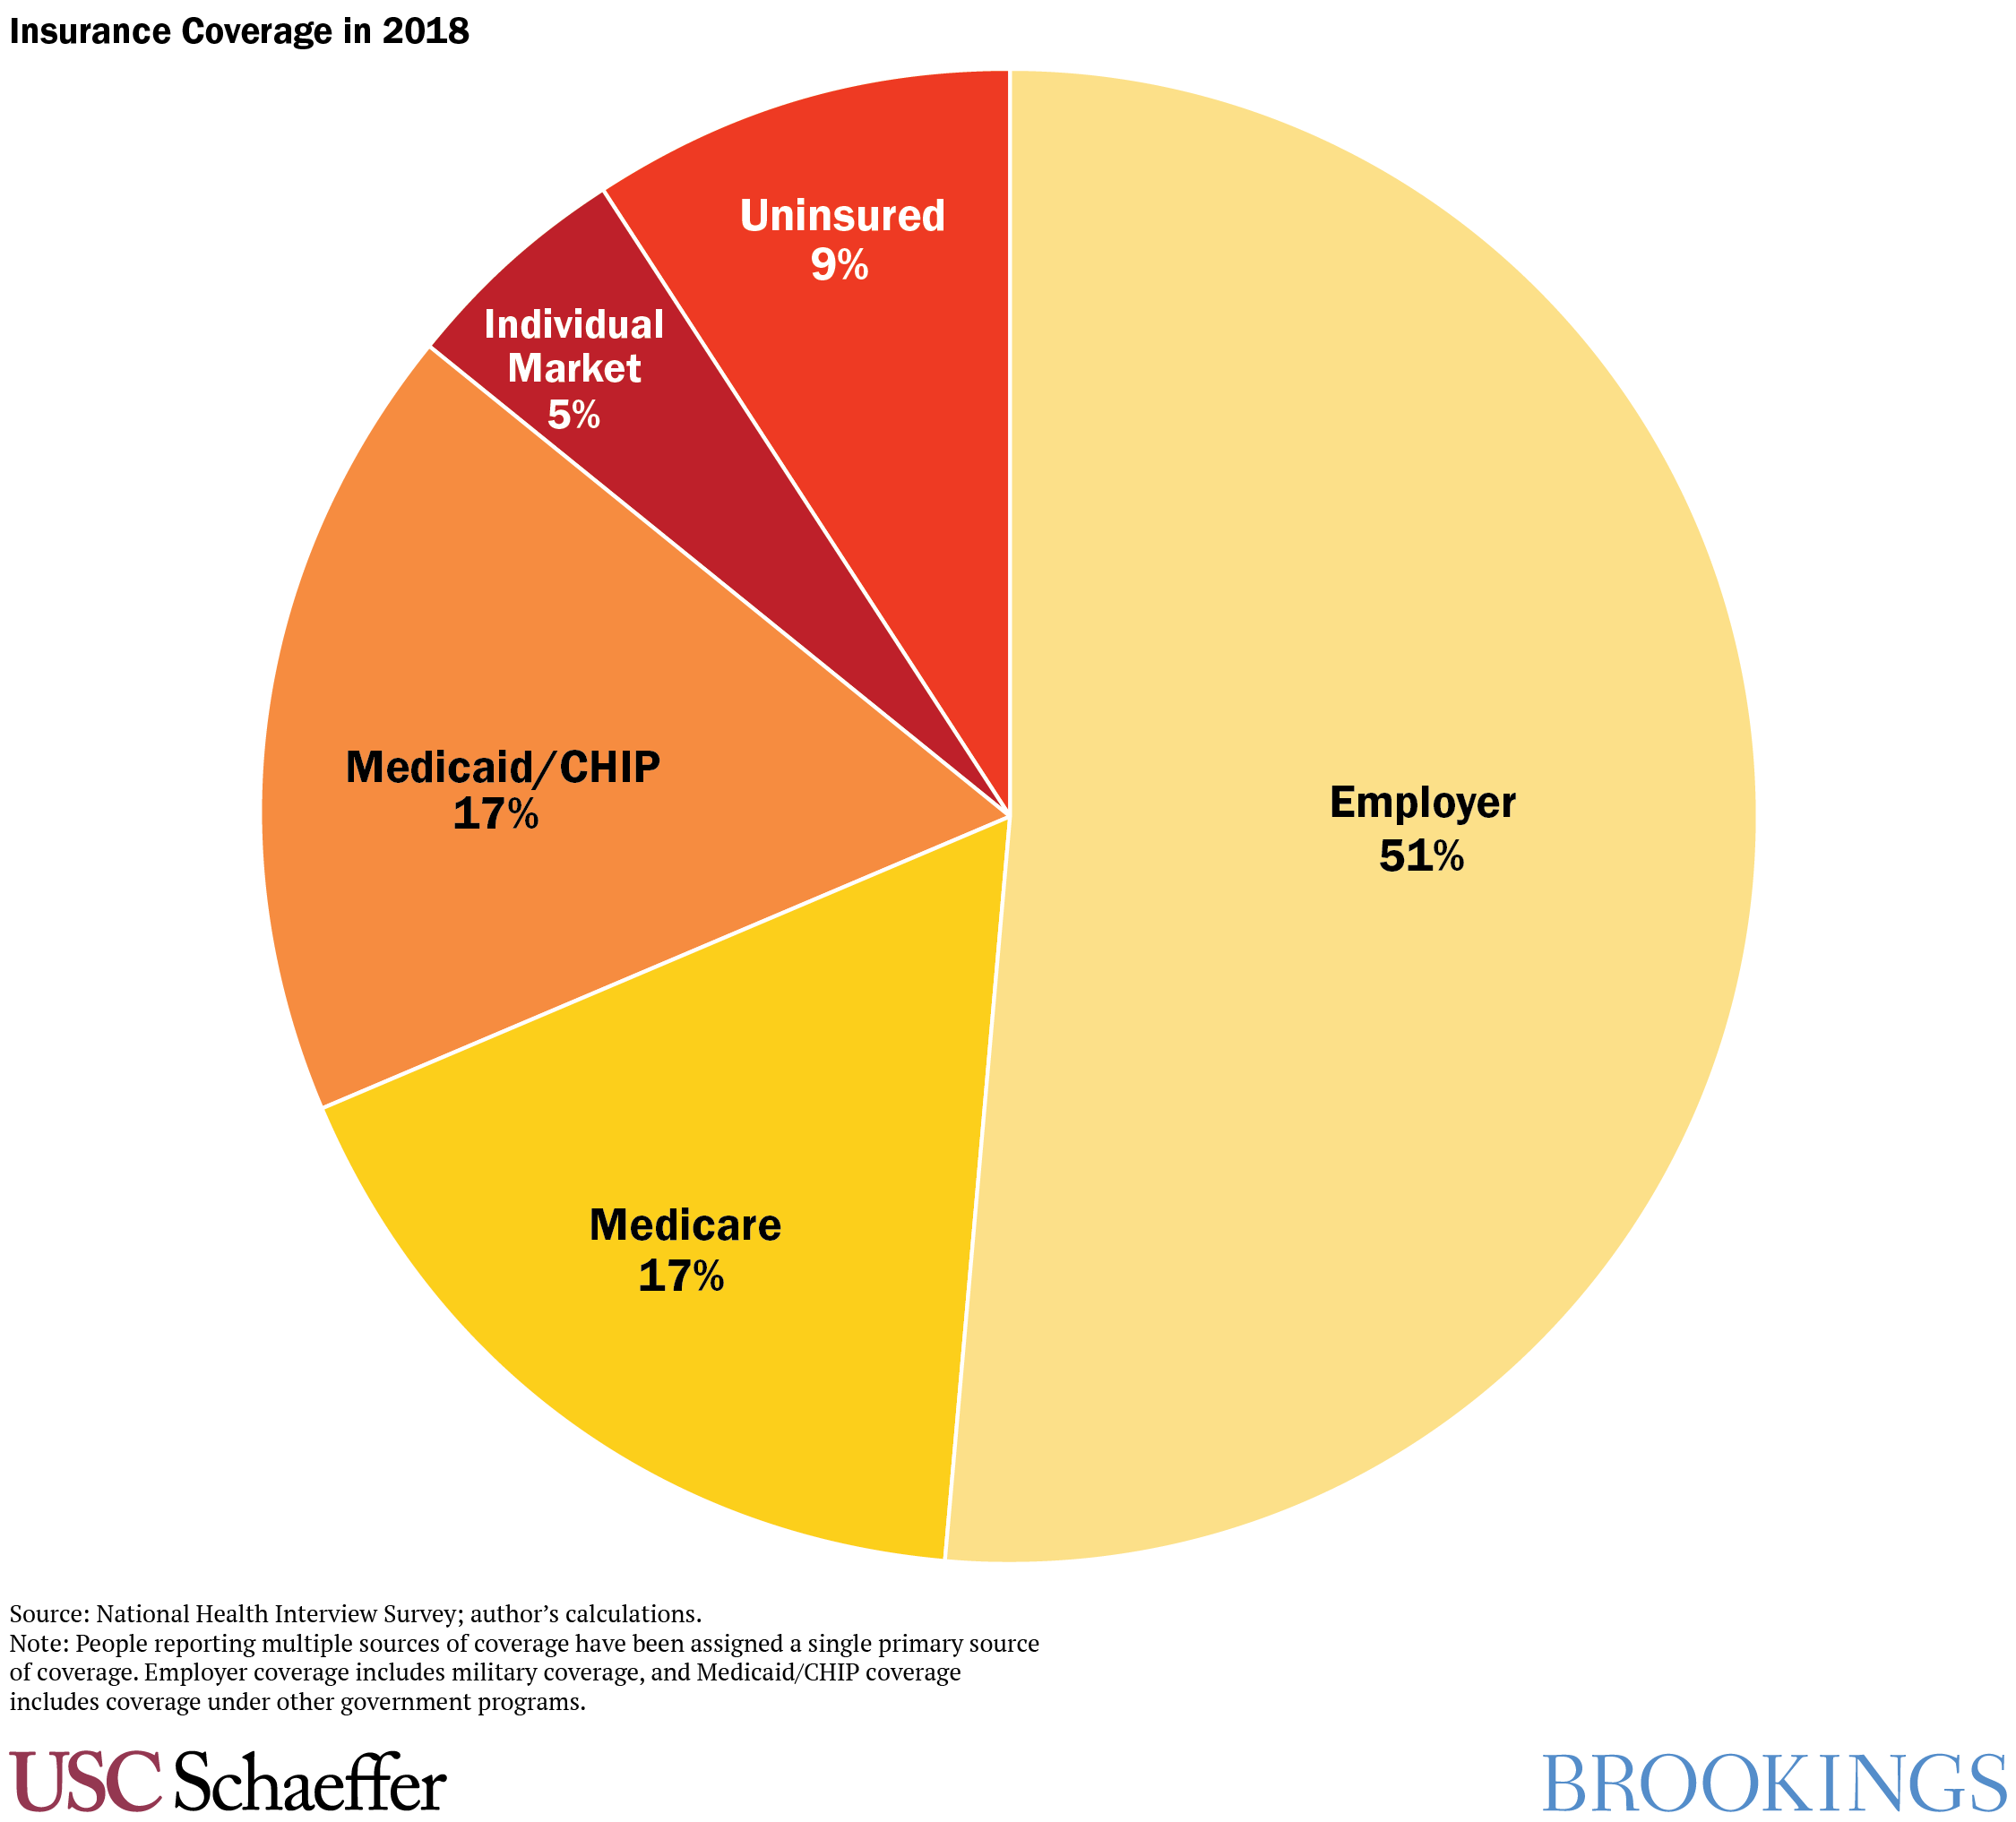 Insurance Coverage in 2018
Uninsured
9%
Individual
Market
5%
Medicaid/CHIP
17%
Employer
51%
Medicare
17%
Source: National Health Interview Survey; author’s calculations.
Note: People reporting multiple sources of coverage have been assigned a single primary source
of coverage. Employer coverage includes military coverage, and Medicaid/CHIP coverage
includes coverage under other government programs.
USC Schaeffer
BROOKINGS